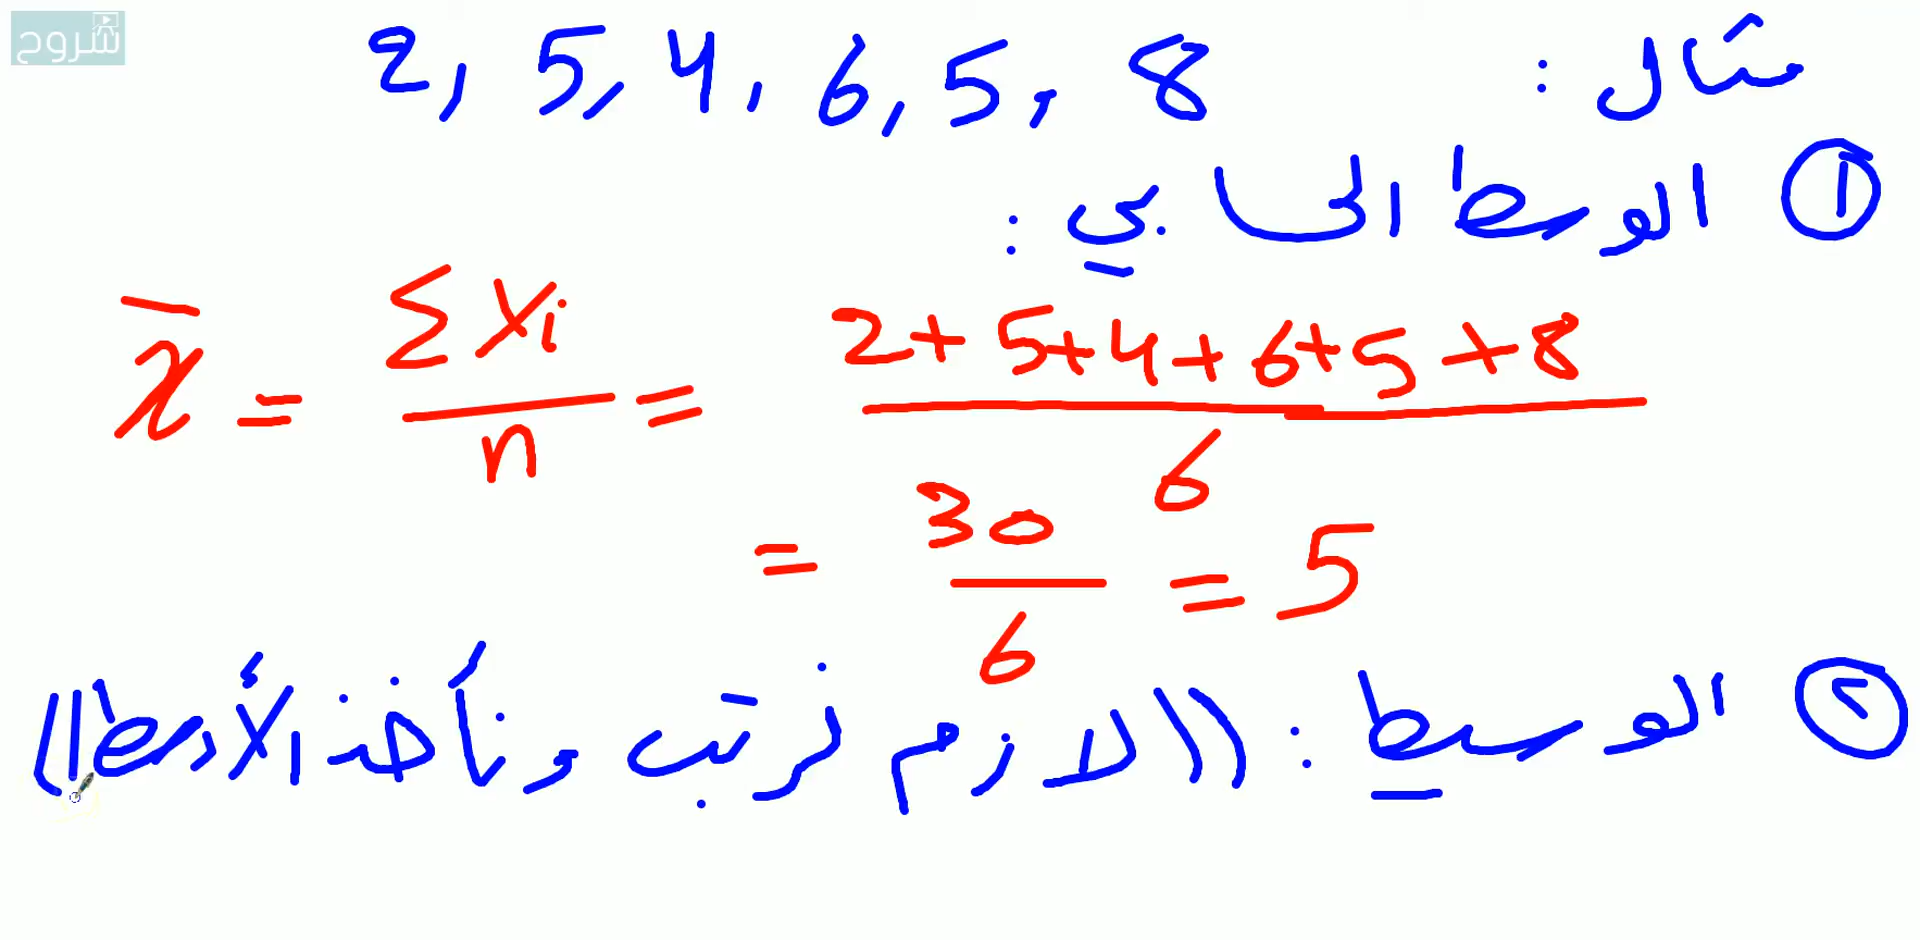 شروح
مثال : 2, 5, 4, 6, 5, 8
① الوسط الحسابي :
x̄ = Σxi / n = 2+5+4+6+5+8 / 6
= 30 / 6 = 5
② الوسيط : ((لازم نرتب ونأخذ الأوسط))